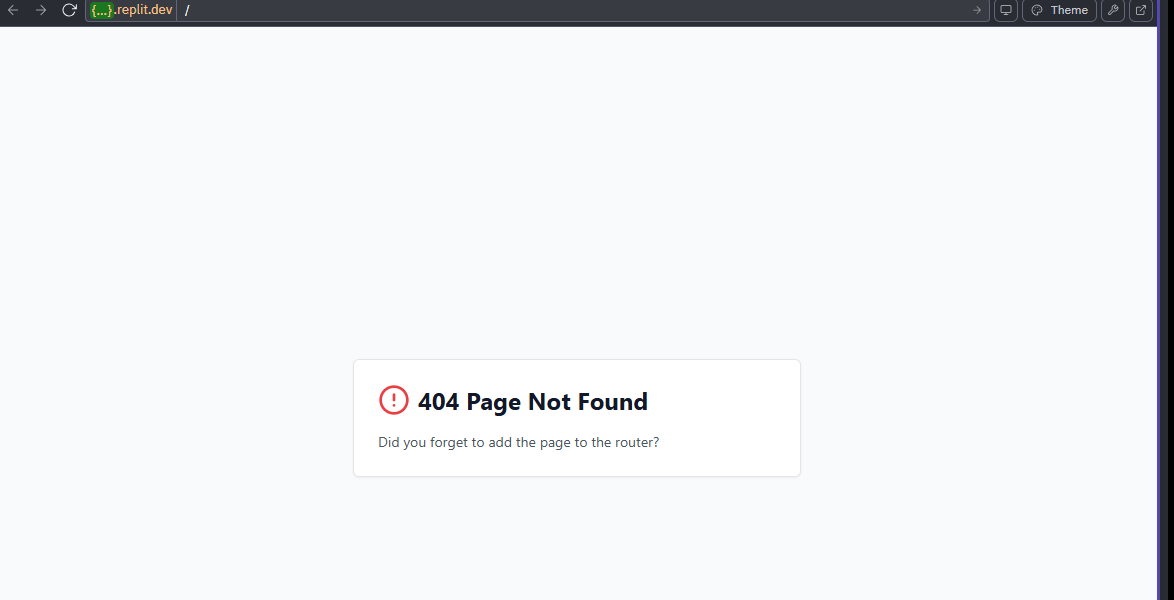 {...}.replit.dev /
Theme
404 Page Not Found
Did you forget to add the page to the router?